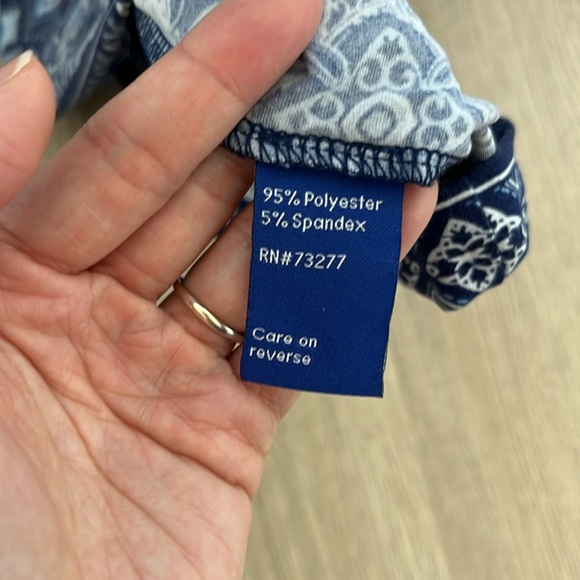 95% Polyester
5% Spandex
RN#73277
Care on
reverse